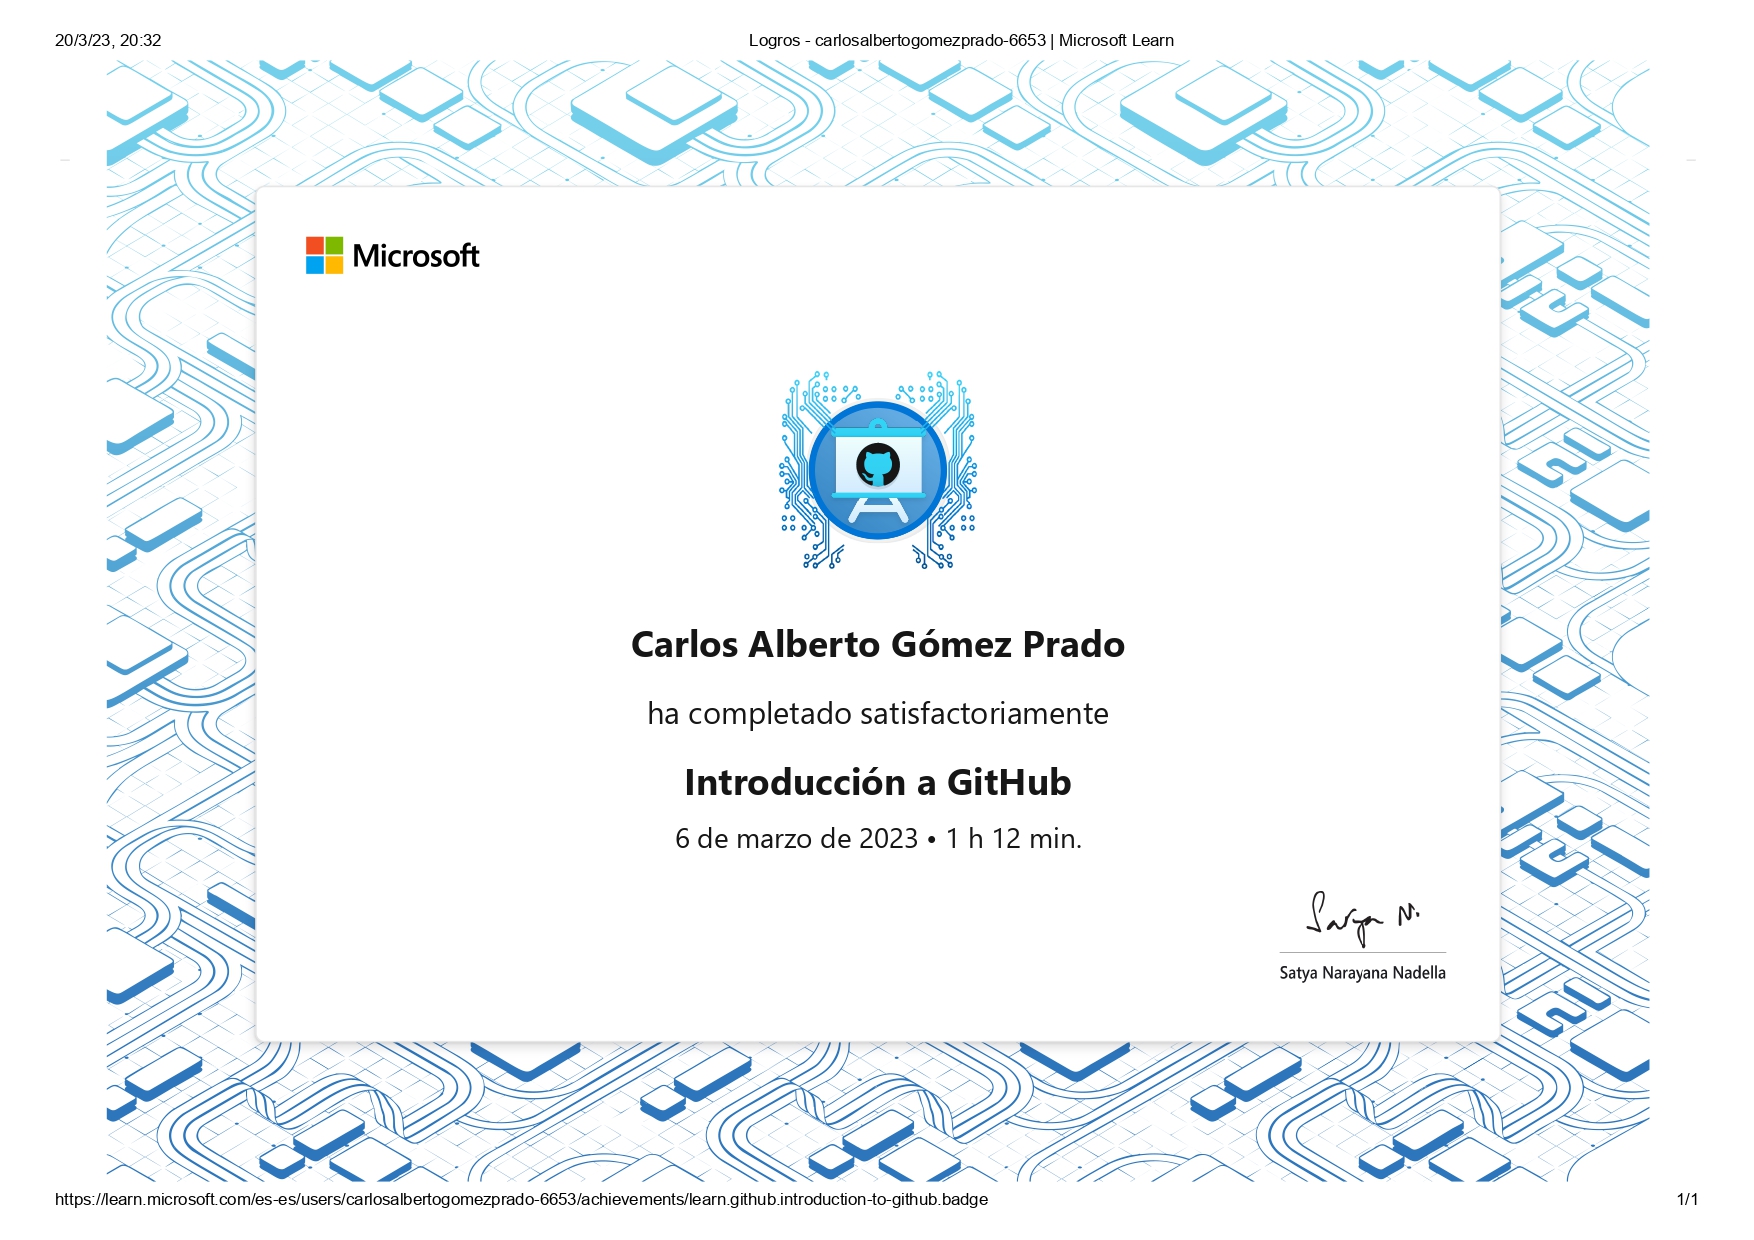 20/3/23, 20:32
Logros - carlosalbertogomezprado-6653 | Microsoft Learn
Microsoft
Carlos Alberto Gómez Prado
ha completado satisfactoriamente
Introducción a GitHub
6 de marzo de 2023 • 1 h 12 min.
Satya N.
Satya Narayana Nadella
https://learn.microsoft.com/es-es/users/carlosalbertogomezprado-6653/achievements/learn.github.introduction-to-github.badge
1/1